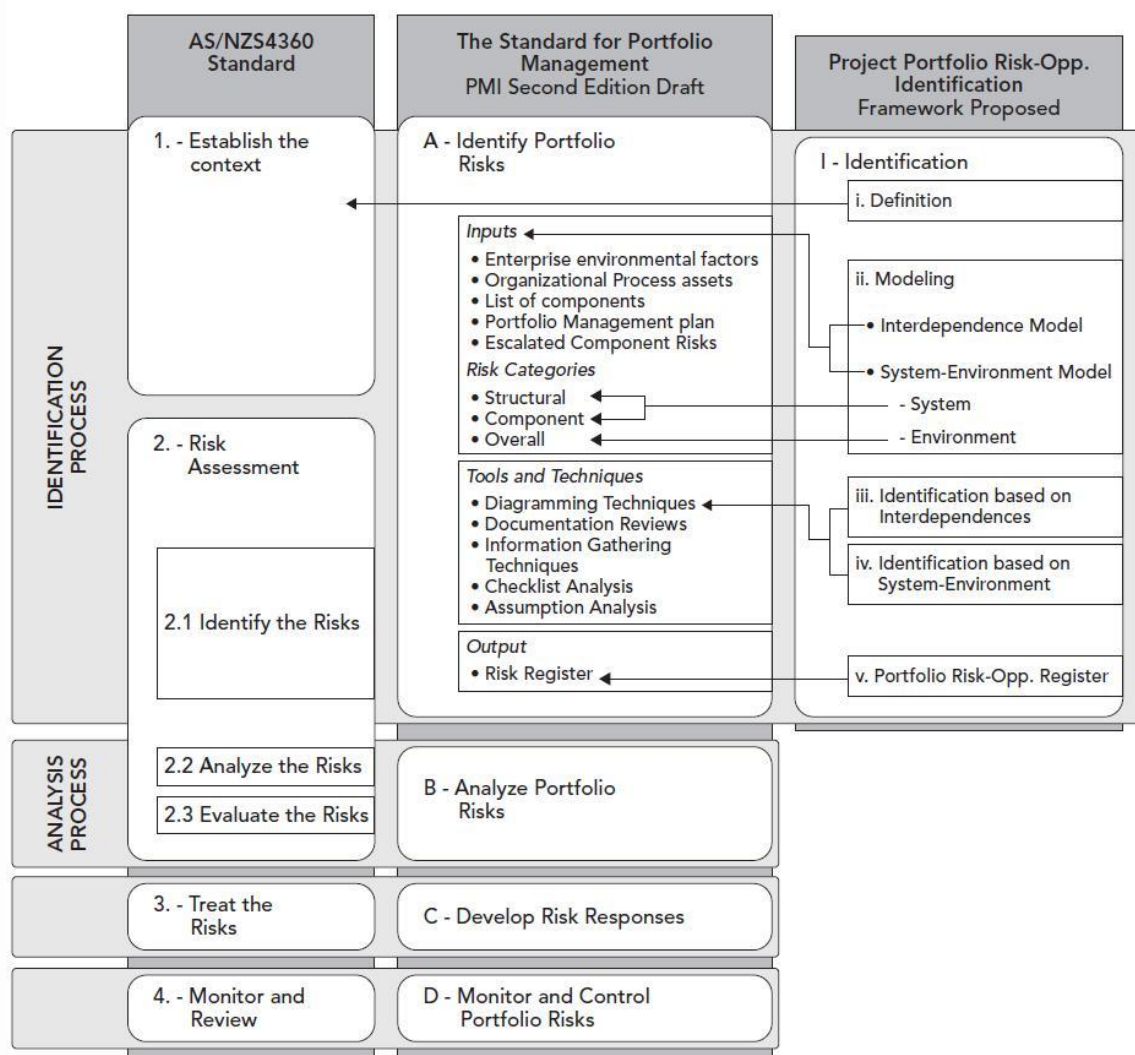 AS/NZS4360
Standard
The Standard for Portfolio
Management
PMI Second Edition Draft
Project Portfolio Risk-Opp.
Identification
Framework Proposed
IDENTIFICATION
PROCESS
1. - Establish the
context
2. - Risk
Assessment
2.1 Identify the Risks
A - Identify Portfolio
Risks
Inputs
• Enterprise environmental factors
• Organizational Process assets
• List of components
• Portfolio Management plan
• Escalated Component Risks
Risk Categories
• Structural
• Component
• Overall
Tools and Techniques
• Diagramming Techniques
• Documentation Reviews
• Information Gathering
Techniques
• Checklist Analysis
• Assumption Analysis
Output
• Risk Register
I - Identification
i. Definition
ii. Modeling
• Interdependence Model
• System-Environment Model
- System
- Environment
iii. Identification based on
Interdependences
iv. Identification based on
System-Environment
v. Portfolio Risk-Opp. Register
ANALYSIS
PROCESS
2.2 Analyze the Risks
2.3 Evaluate the Risks
B - Analyze Portfolio
Risks
3. - Treat the
Risks
C - Develop Risk Responses
4. - Monitor and
Review
D - Monitor and Control
Portfolio Risks